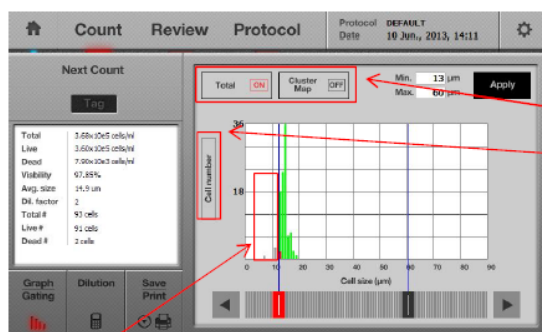 Count Review Protocol Protocol DEFAULT
Date 10 Jun., 2013, 14:11
Next Count
Tag
Total 3.68x10e5 cells/ml
Live 3.60x10e5 cells/ml
Dead 7.90x10e3 cells/ml
Visbility 97.85%
Avg. size 14.9 um
Dil. factor 2
Total # 93 cells
Live # 91 cells
Dead # 2 cells
Graph Gating
Dilution
Save Print
Total ON Cluster Map OFF
Min. 13 μm
Max. 60 μm
Apply
36
18
Cell number
0 10 20 30 40 50 60 70 80 90
Cell size (μm)